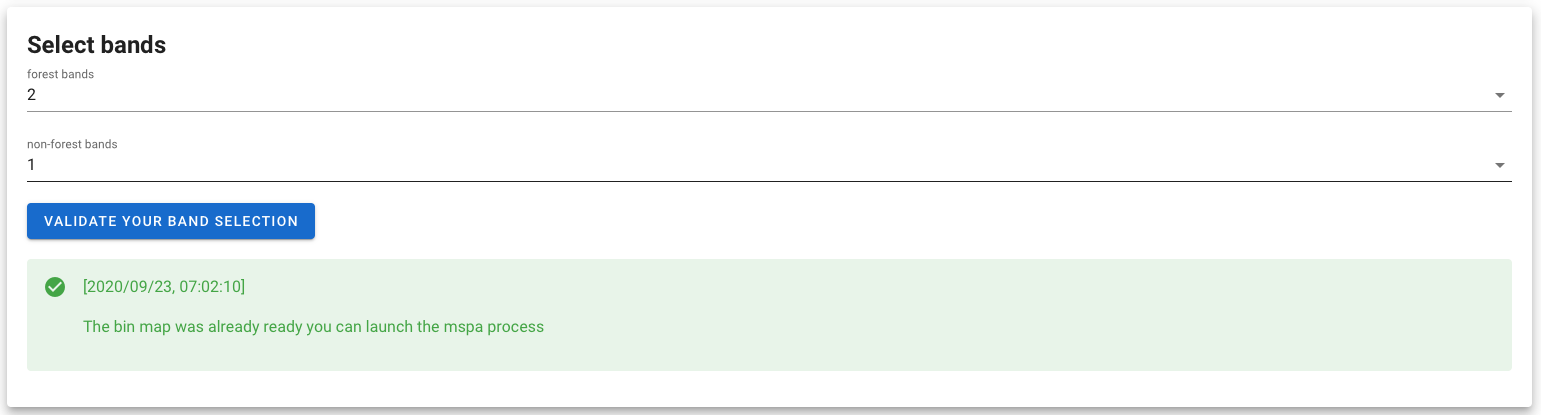 Select bands
forest bands
2
non-forest bands
1
VALIDATE YOUR BAND SELECTION
[2020/09/23, 07:02:10]
The bin map was already ready you can launch the mspa process